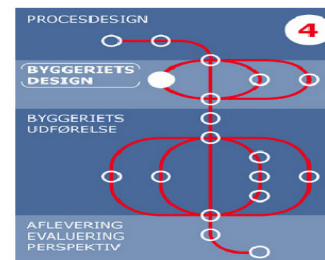 PROCESDESIGN
4
BYGGERIETS
DESIGN
BYGGERIETS
UDFØRELSE
AFLEVERING
EVALUERING
PERSPEKTIV